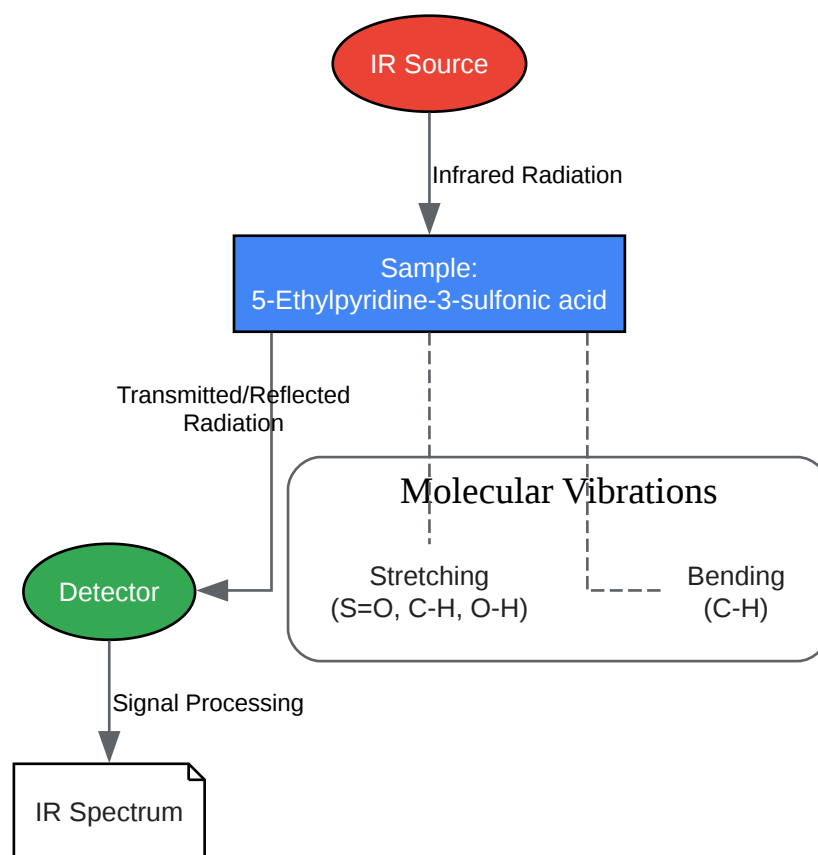 IR Source
Infrared Radiation
Sample:
5-Ethylpyridine-3-sulfonic acid
Transmitted/Reflected
Radiation
Molecular Vibrations
Stretching
(S=O, C-H, O-H)
Bending
(C-H)
Detector
Signal Processing
IR Spectrum